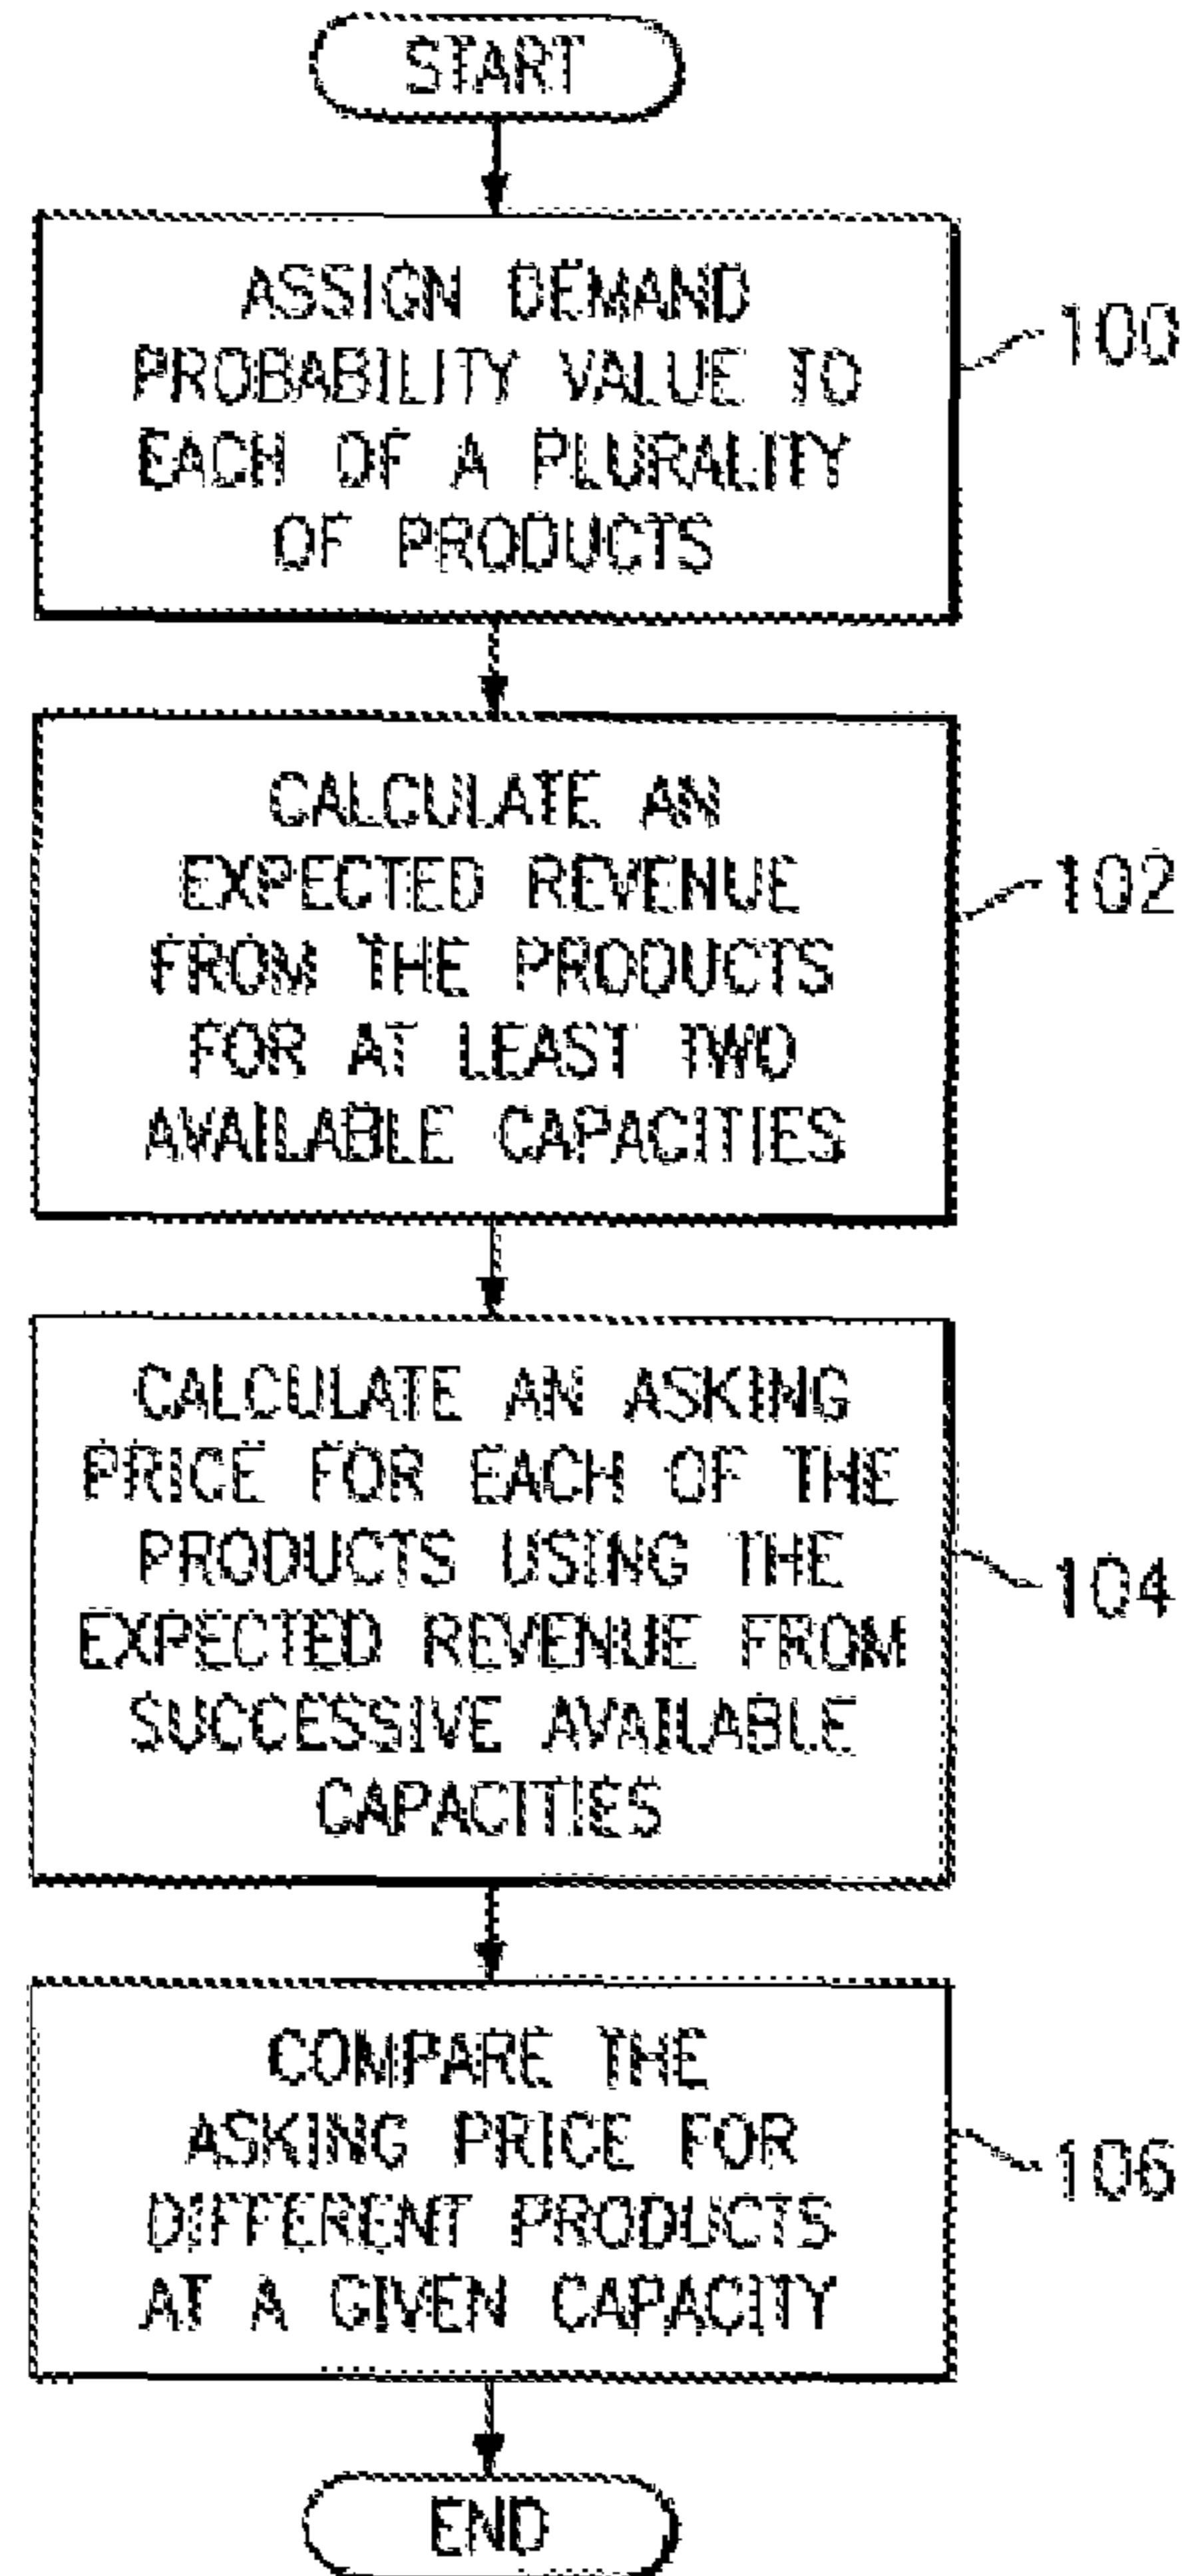 START
ASSIGN DEMAND
PROBABILITY VALUE TO
EACH OF A PLURALITY
OF PRODUCTS
100
CALCULATE AN
EXPECTED REVENUE
FROM THE PRODUCTS
FOR AT LEAST TWO
AVAILABLE CAPACITIES
102
CALCULATE AN ASKING
PRICE FOR EACH OF THE
PRODUCTS USING THE
EXPECTED REVENUE FROM
SUCCESSIVE AVAILABLE
CAPACITIES
104
COMPARE THE
ASKING PRICE FOR
DIFFERENT PRODUCTS
AT A GIVEN CAPACITY
106
END